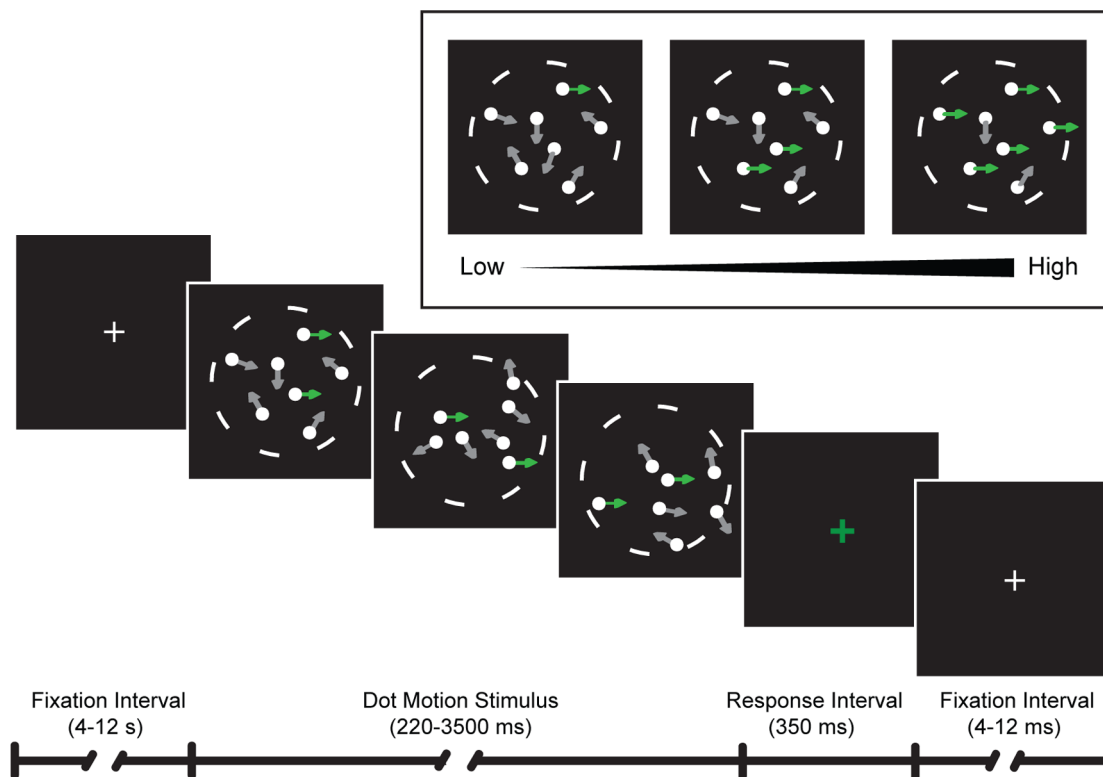 Low
High
Fixation Interval
(4-12 s)
Dot Motion Stimulus
(220-3500 ms)
Response Interval
(350 ms)
Fixation Interval
(4-12 ms)